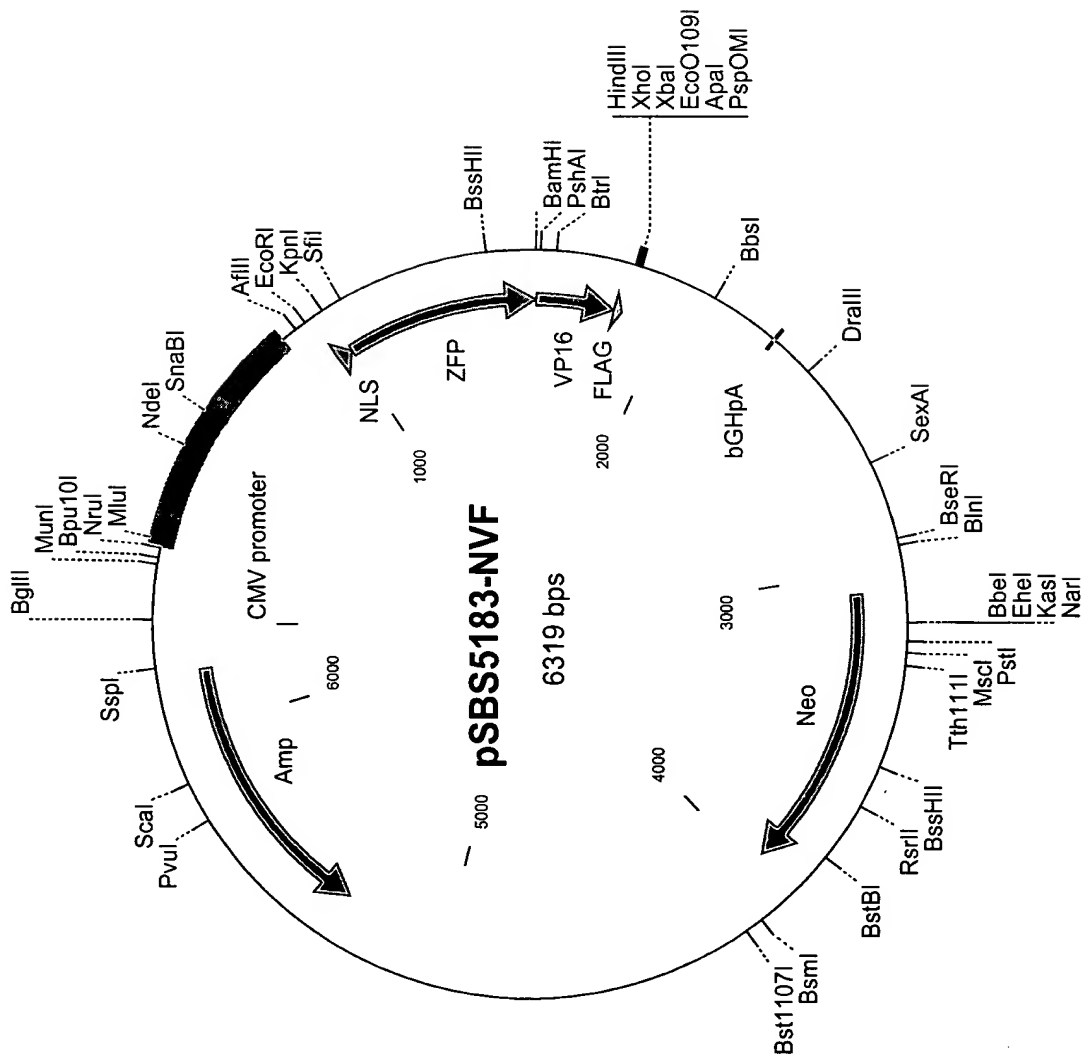 BglII
MunI
Bpu10I
NruI
MluI
NdeI
SnaBI
AflII
EcoRI
KpnI
SfiI
BssHII
BamHI
PshAI
BtrI
HindIII
XhoI
XbaI
EcoO109I
ApaI
PspOMI
BbsI
DraIII
SexAI
BseRI
BlnI
BbeI
EheI
KasI
NarI
PstI
MscI
Tth111I
BssHII
RsrII
BstBI
BsmI
Bst1107I
PvuI
ScaI
SspI
CMV promoter
NLS
ZFP
VP16
FLAG
bGHpA
Neo
Amp
1000
2000
3000
4000
5000
6000
pSBS5183-NVF
6319 bps